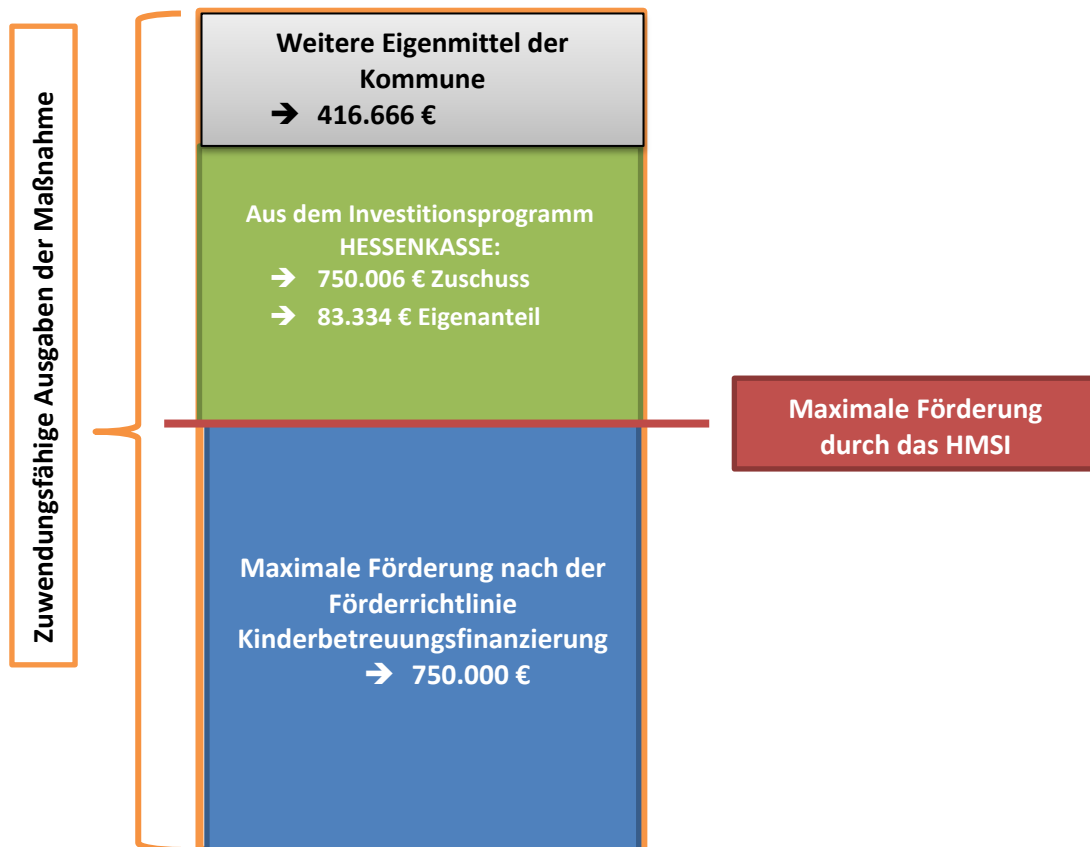 Zuwendungsfähige Ausgaben der Maßnahme
Weitere Eigenmittel der
Kommune
➔ 416.666 €
Aus dem Investitionsprogramm
HESSENKASSE:
➔ 750.006 € Zuschuss
➔ 83.334 € Eigenanteil
Maximale Förderung
durch das HMSI
Maximale Förderung nach der
Förderrichtlinie
Kinderbetreuungsfinanzierung
➔ 750.000 €